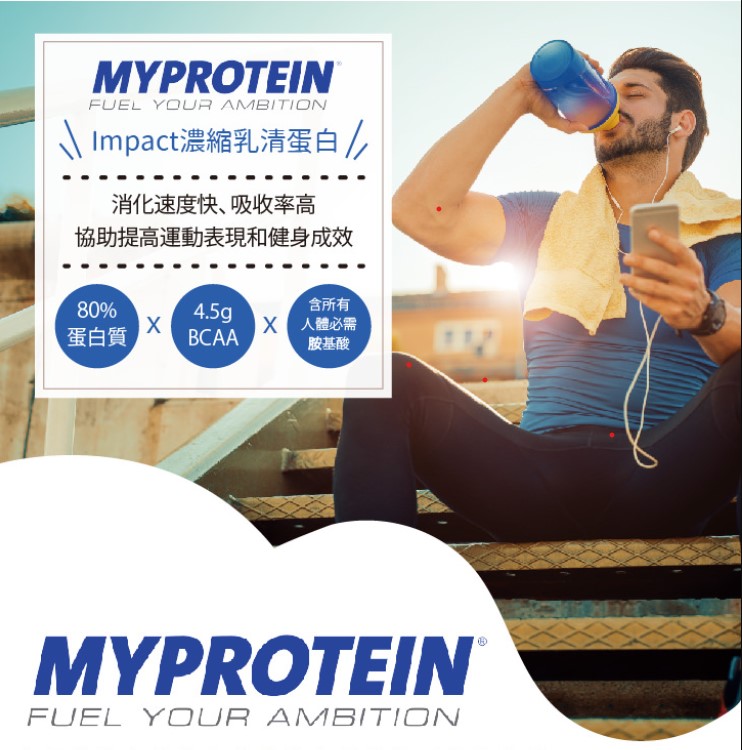 MYPROTEIN®
FUEL YOUR AMBITION
Impact濃縮乳清蛋白
消化速度快、吸收率高
協助提高運動表現和健身成效
80%
蛋白質
X
4.5g
BCAA
X
含所有
人體必需
胺基酸
MYPROTEIN®
FUEL YOUR AMBITION